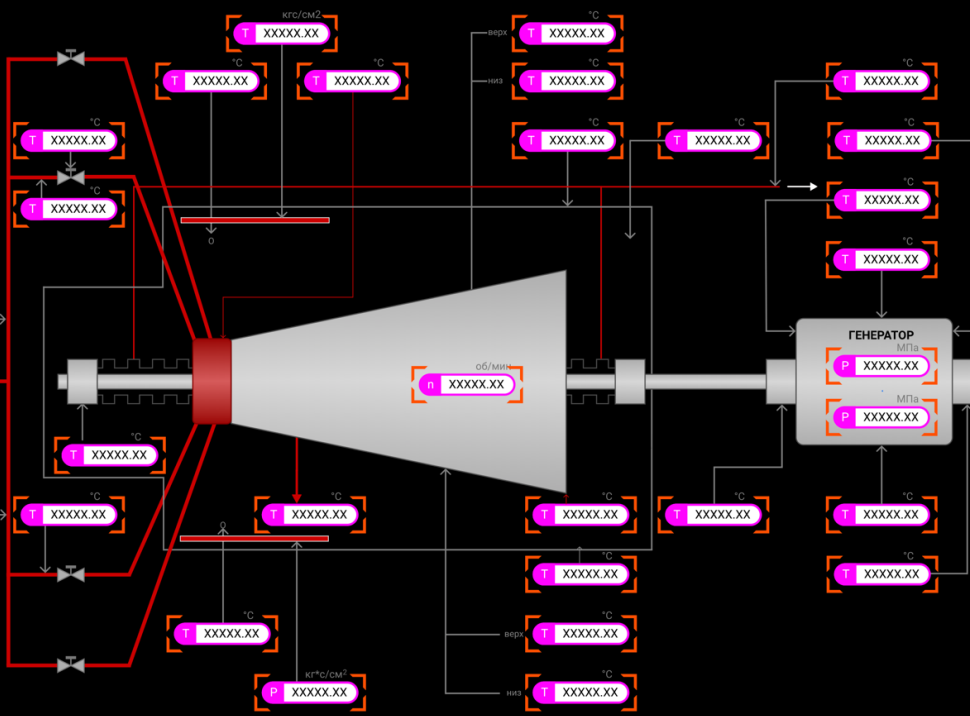 кгс/см2
T XXXXX.XX
°C
T XXXXX.XX
°C
T XXXXX.XX
верх
°C
T XXXXX.XX
низ
°C
T XXXXX.XX
°C
T XXXXX.XX
°C
T XXXXX.XX
°C
T XXXXX.XX
°C
T XXXXX.XX
°C
T XXXXX.XX
°C
T XXXXX.XX
°C
T XXXXX.XX
°C
T XXXXX.XX
о
об/мин
n XXXXX.XX
ГЕНЕРАТОР
МПа
P XXXXX.XX
МПа
P XXXXX.XX
°C
T XXXXX.XX
°C
T XXXXX.XX
°C
T XXXXX.XX
°C
T XXXXX.XX
°C
T XXXXX.XX
°C
T XXXXX.XX
о
°C
T XXXXX.XX
°C
T XXXXX.XX
°C
T XXXXX.XX
верх
°C
T XXXXX.XX
кг*с/см²
P XXXXX.XX
низ
°C
T XXXXX.XX